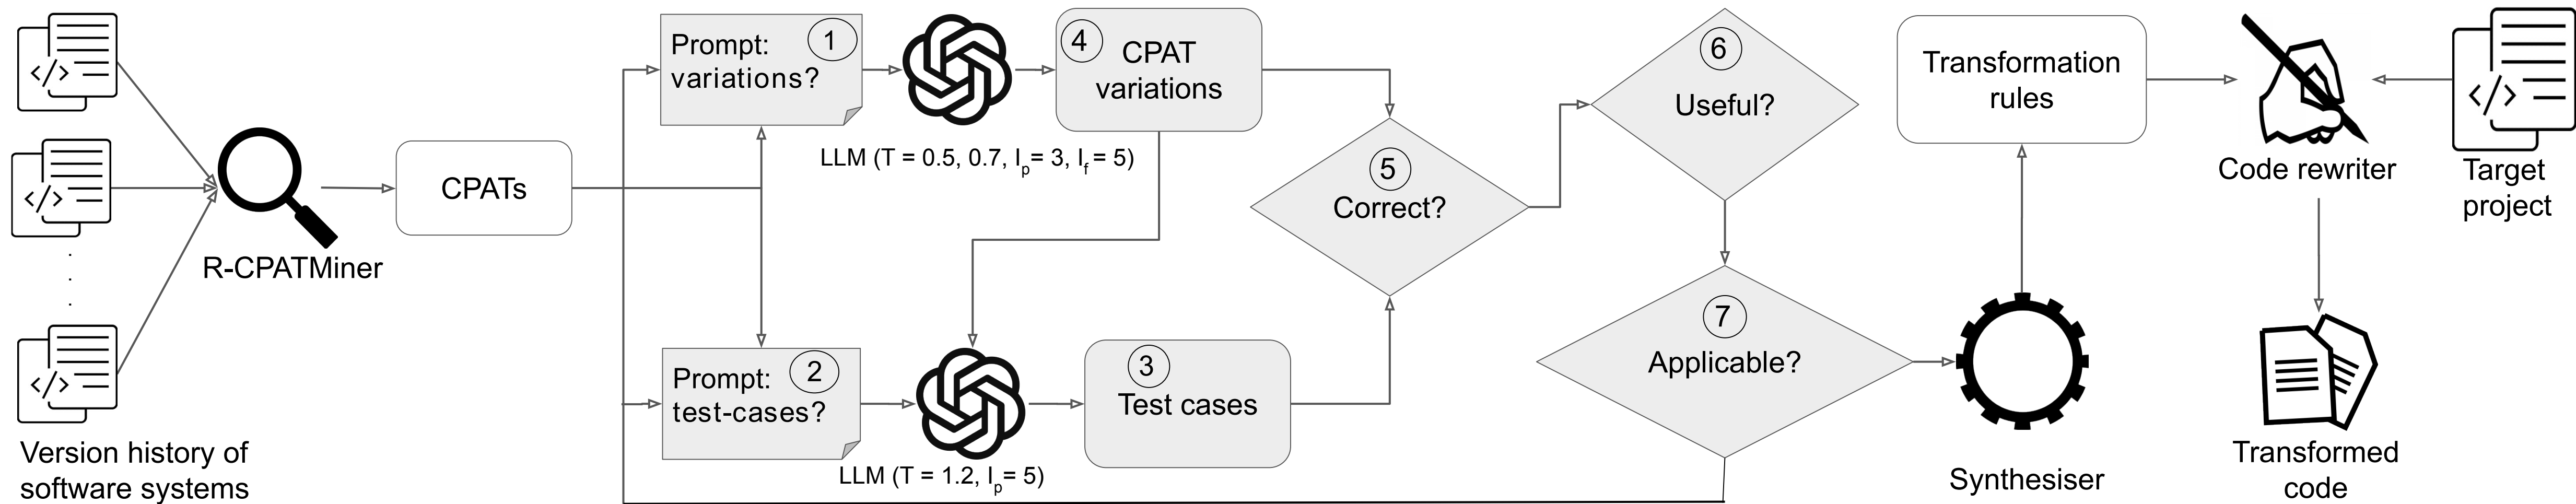 </>
</>
</>
Version history of
software systems
R-CPATMiner
CPATs
Prompt: 1
variations?
LLM (T = 0.5, 0.7, Ip= 3, If = 5)
4
CPAT
variations
Prompt: 2
test-cases?
LLM (T = 1.2, Ip= 5)
3
Test cases
5
Correct?
6
Useful?
7
Applicable?
Synthesiser
Transformation
rules
Code rewriter
</>
Target
project
Transformed
code